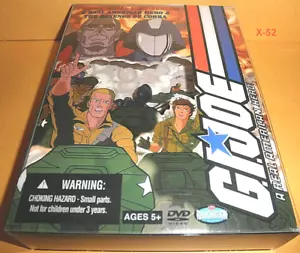 A REAL AMERICAN HERO &
THE REVENGE OF COBRA
X-52
G.I.JOE
A REAL AMERICAN HERO
WARNING:
CHOKING HAZARD - Small parts.
Not for children under 3 years.
AGES 5+
DVD
VIDEO